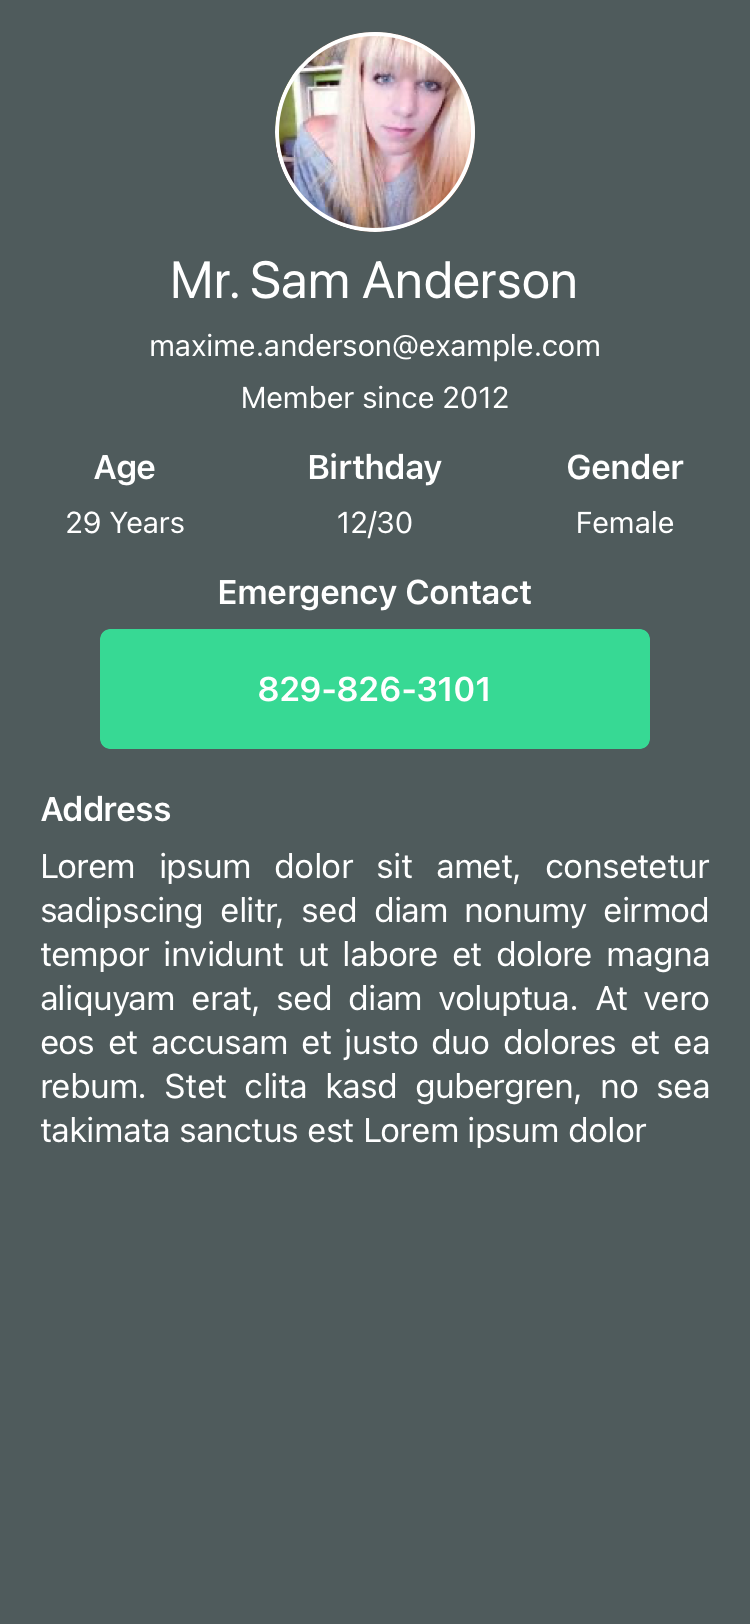 Mr. Sam Anderson
maxime.anderson@example.com
Member since 2012
Age Birthday Gender
29 Years 12/30 Female
Emergency Contact
829-826-3101
Address
Lorem ipsum dolor sit amet, consetetur
sadipscing elitr, sed diam nonumy eirmod
tempor invidunt ut labore et dolore magna
aliquyam erat, sed diam voluptua. At vero
eos et accusam et justo duo dolores et ea
rebum. Stet clita kasd gubergren, no sea
takimata sanctus est Lorem ipsum dolor